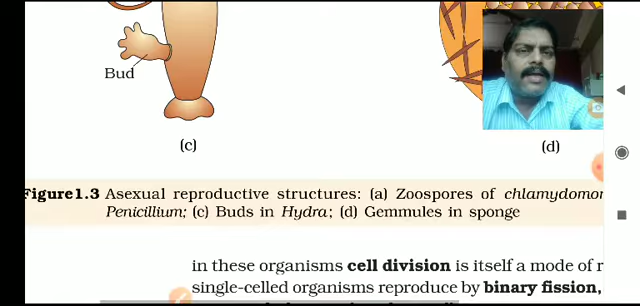 Bud
(c)
(d)
Figure1.3 Asexual reproductive structures: (a) Zoospores of chlamydomon
Penicillium; (c) Buds in Hydra; (d) Gemmules in sponge
in these organisms cell division is itself a mode of r
single-celled organisms reproduce by binary fission,